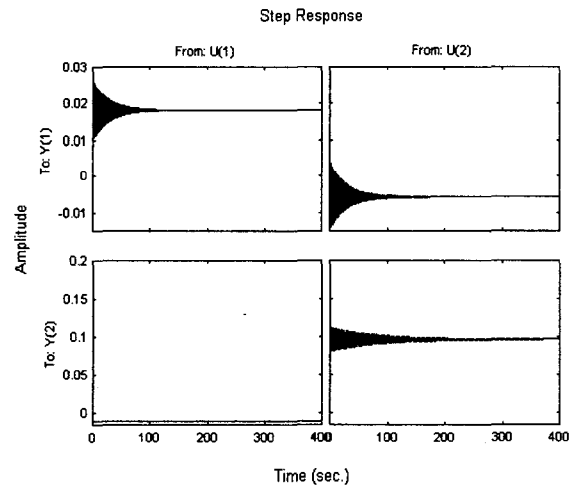 Step Response
From: U(1)
From: U(2)
To: Y(1)
0.03
0.02
0.01
0
-0.01
Amplitude
To: Y(2)
0.2
0.15
0.1
0.05
0
0
100
200
300
400
0
100
200
300
400
Time (sec.)